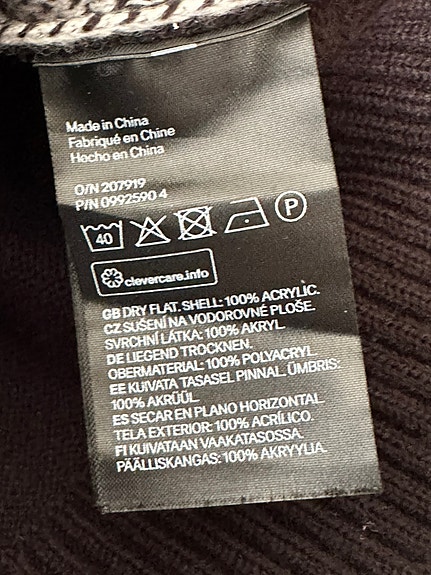 Made in China
Fabriqué en Chine
Hecho en China
O/N 207919
P/N 0992590 4
40 P
clevercare.info
GB DRY FLAT. SHELL: 100% ACRYLIC.
CZ SUŠENÍ NA VODOROVNÉ PLOŠE.
SVRCHNÍ LÁTKA: 100% AKRYL.
DE LIEGEND TROCKNEN.
OBERMATERIAL: 100% POLYACRYL.
EE KUIVATA TASASEL PINNAL. ÜMBRIS:
100% AKRÜÜL.
ES SECAR EN PLANO HORIZONTAL.
TELA EXTERIOR: 100% ACRÍLICO.
FI KUIVATAAN VAAKATASOSSA.
PÄÄLLISKANGAS: 100% AKRYYLIA.